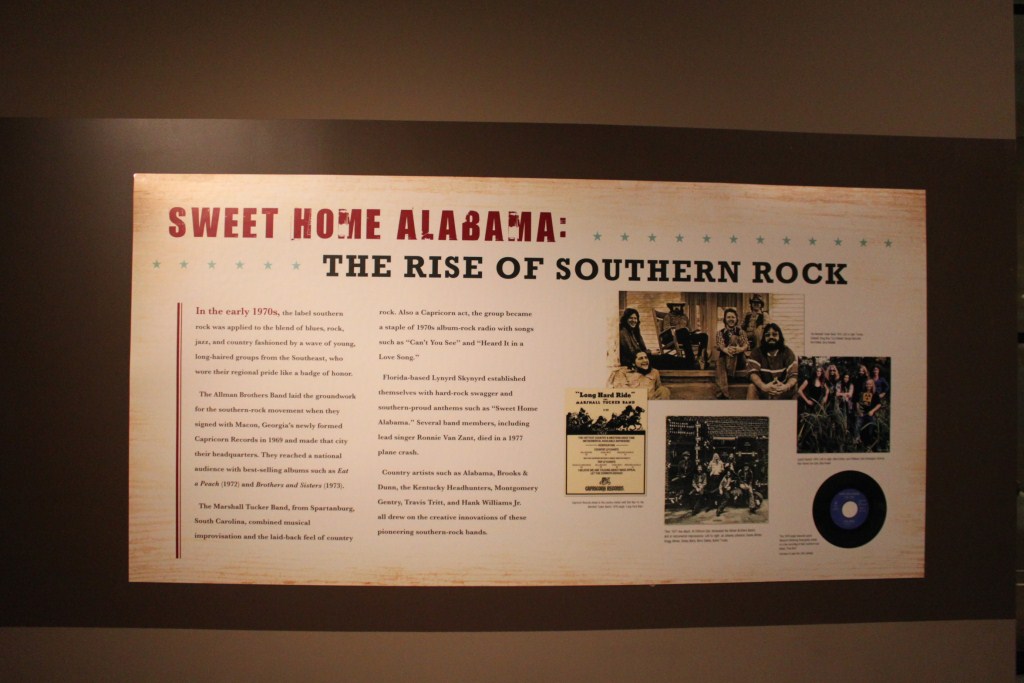 SWEET HOME ALABAMA:
THE RISE OF SOUTHERN ROCK
In the early 1970s, the label southern
rock was applied to the blend of blues, rock,
jazz, and country fashioned by a wave of young,
long-haired groups from the Southeast, who
wore their regional pride like a badge of honor.
The Allman Brothers Band laid the groundwork
for the southern-rock movement when they
signed with Macon, Georgia's newly formed
Capricorn Records in 1969 and made that city
their headquarters. They reached a national
audience with best-selling albums such as Eat
a Peach (1972) and Brothers and Sisters (1973).
The Marshall Tucker Band, from Spartanburg,
South Carolina, combined musical
improvisation and the laid-back feel of country
rock. Also a Capricorn act, the group became
a staple of 1970s album-rock radio with songs
such as "Can't You See" and "Heard It in a
Love Song."
Florida-based Lynyrd Skynyrd established
themselves with hard-rock swagger and
southern-proud anthems such as "Sweet Home
Alabama." Several band members, including
lead singer Ronnie Van Zant, died in a 1977
plane crash.
Country artists such as Alabama, Brooks &
Dunn, the Kentucky Headhunters, Montgomery
Gentry, Travis Tritt, and Hank Williams Jr.
all drew on the creative innovations of these
pioneering southern-rock bands.
"Long Hard Ride"
MARSHALL TUCKER BAND
CAPRICORN RECORDS